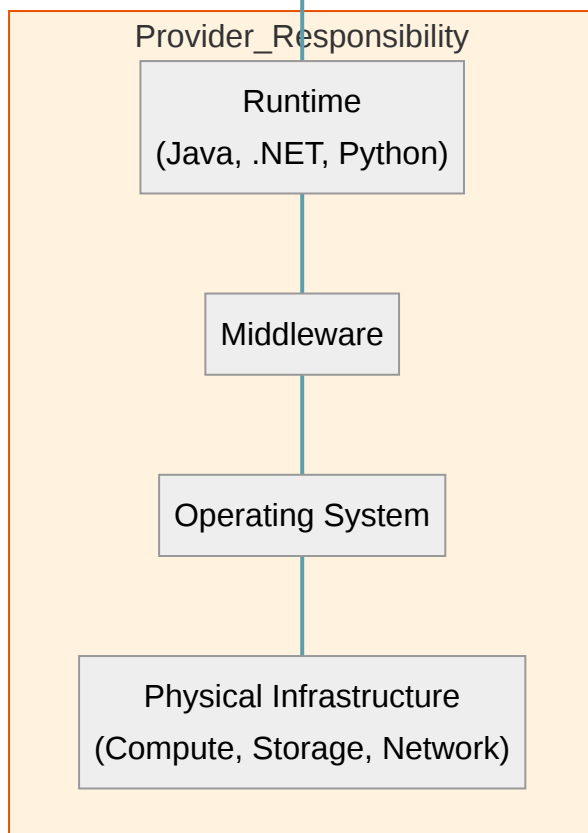 Provider_Responsibility
Runtime
(Java, .NET, Python)
Middleware
Operating System
Physical Infrastructure
(Compute, Storage, Network)